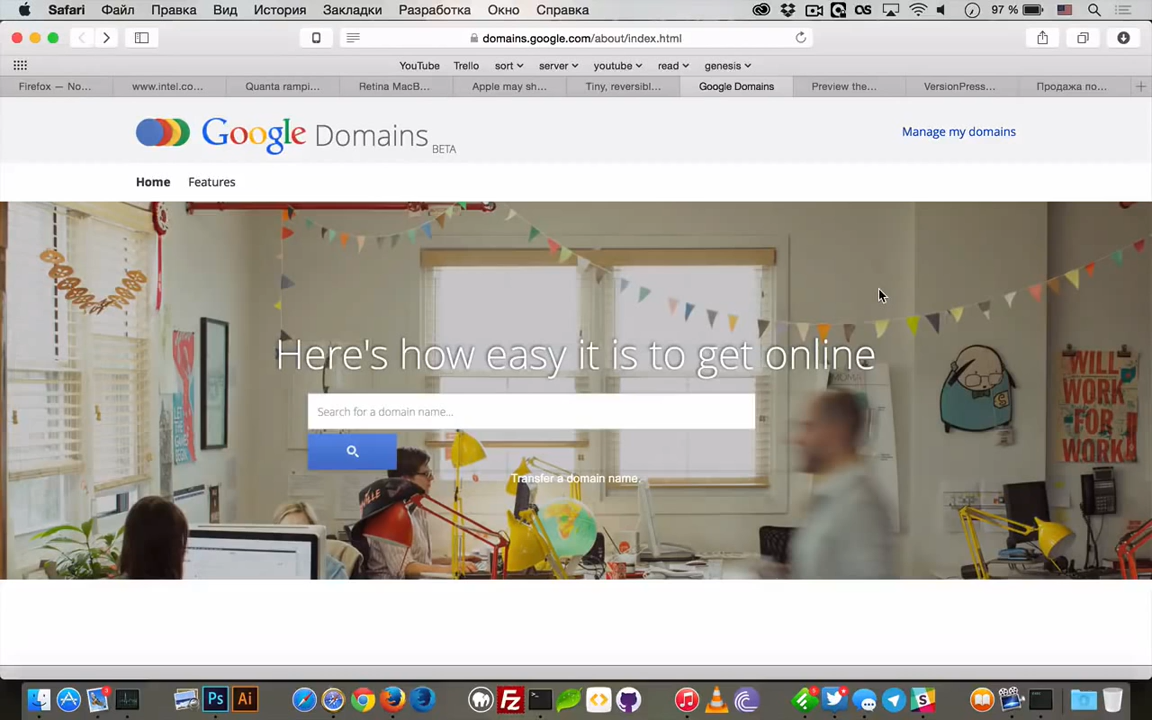 Safari Файл Правка Вид История Закладки Разработка Окно Справка 97 %
domains.google.com/about/index.html
YouTube Trello sort server youtube read genesis
Firefox — No... www.intel.co... Quanta rampi... Retina MacB... Apple may sh... Tiny, reversibl... Google Domains Preview the... VersionPress... Продажа по...
Google Domains BETA
Manage my domains
Home Features
Here's how easy it is to get online
Search for a domain name...
Transfer a domain name.
WILL
WORK
FOR
Ps Ai Fz